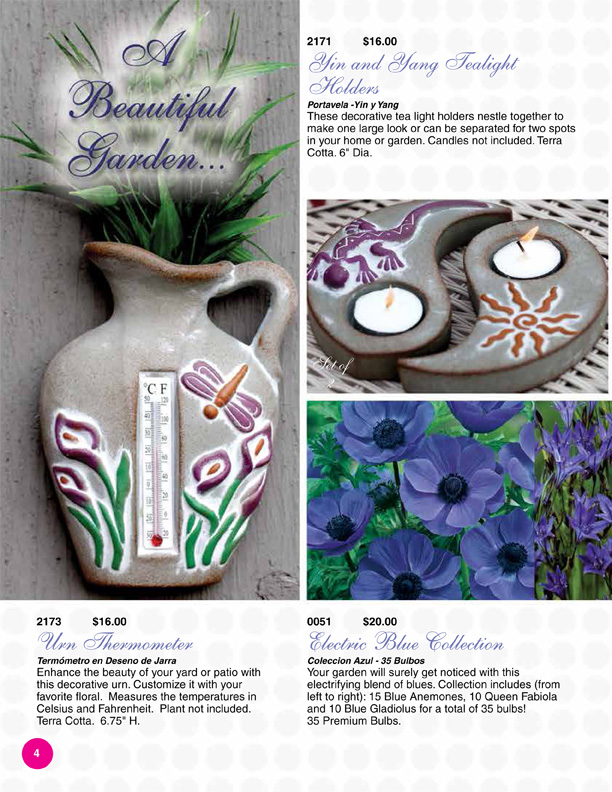 A
Beautiful
Garden...
2171 $16.00
Yin and Yang Tealight
Holders
Portavela -Yin y Yang
These decorative tea light holders nestle together to
make one large look or can be separated for two spots
in your home or garden. Candles not included. Terra
Cotta. 6" Dia.
Set of
2
°C F
2173 $16.00
Urn Thermometer
Termómetro en Deseno de Jarra
Enhance the beauty of your yard or patio with
this decorative urn. Customize it with your
favorite floral. Measures the temperatures in
Celsius and Fahrenheit. Plant not included.
Terra Cotta. 6.75" H.
0051 $20.00
Electric Blue Collection
Coleccion Azul - 35 Bulbos
Your garden will surely get noticed with this
electrifying blend of blues. Collection includes (from
left to right): 15 Blue Anemones, 10 Queen Fabiola
and 10 Blue Gladiolus for a total of 35 bulbs!
35 Premium Bulbs.
4